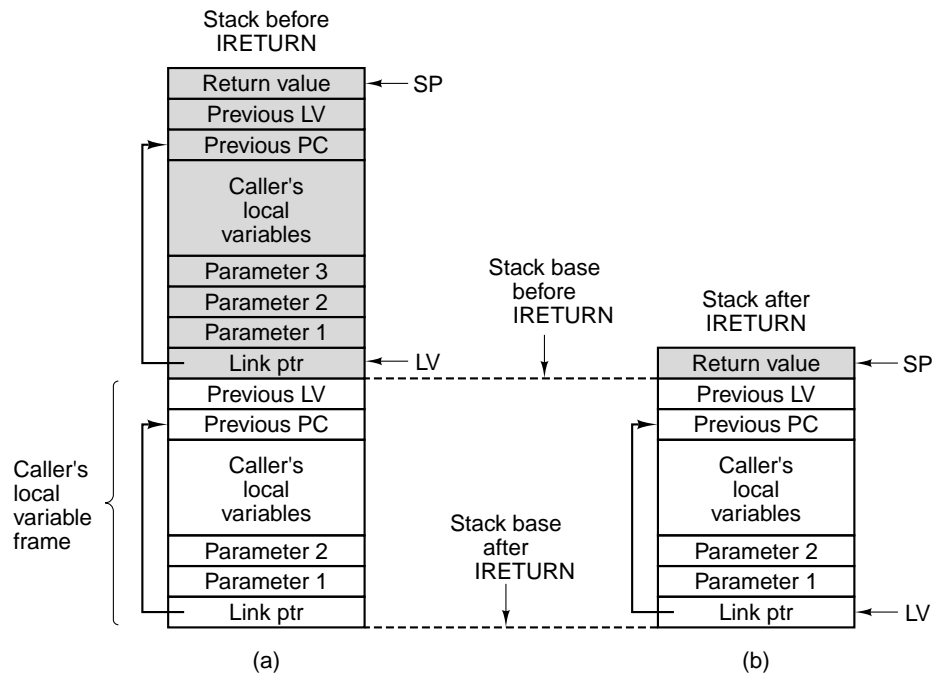 Stack before
IRETURN
Return value
SP
Previous LV
Previous PC
Caller's
local
variables
Parameter 3
Parameter 2
Parameter 1
Link ptr
LV
Previous LV
Previous PC
Caller's
local
variables
Parameter 2
Parameter 1
Link ptr
Caller's
local
variable
frame
(a)
Stack base
before
IRETURN
Stack base
after
IRETURN
Stack after
IRETURN
Return value
SP
Previous LV
Previous PC
Caller's
local
variables
Parameter 2
Parameter 1
Link ptr
LV
(b)